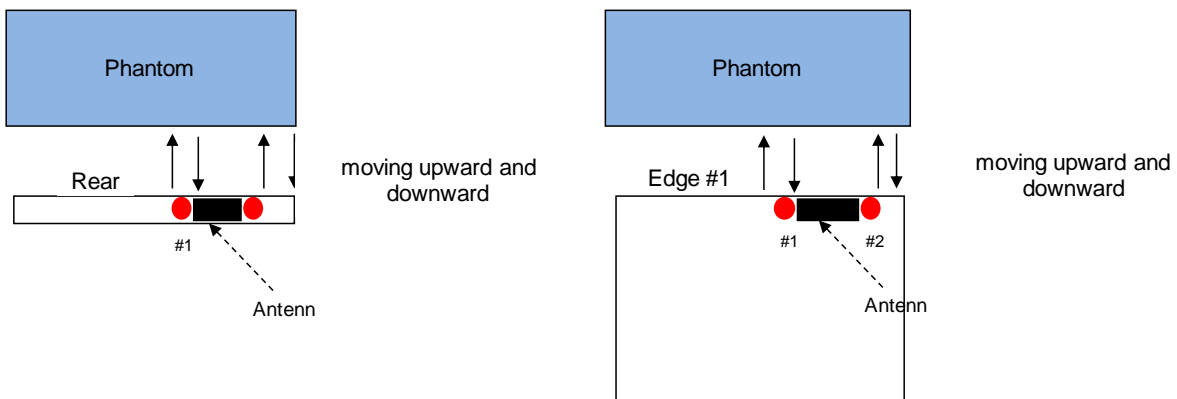 Phantom
Rear
#1
Antenn
moving upward and
downward
Phantom
Edge #1
#1
#2
Antenn
moving upward and
downward